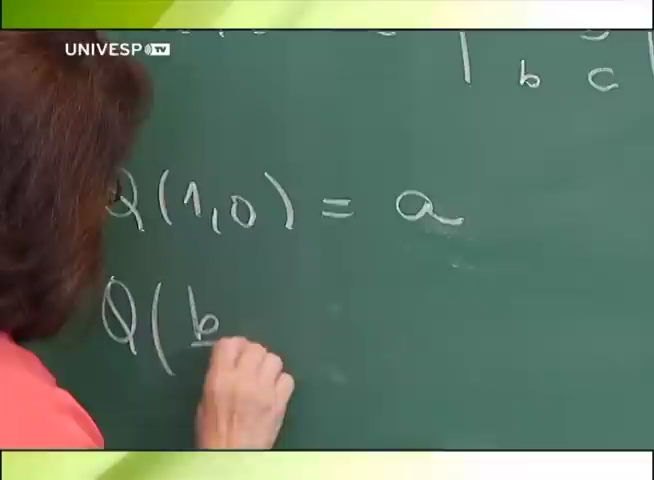 UNIVESP TV
b c
Q(1,0) = a
Q(b